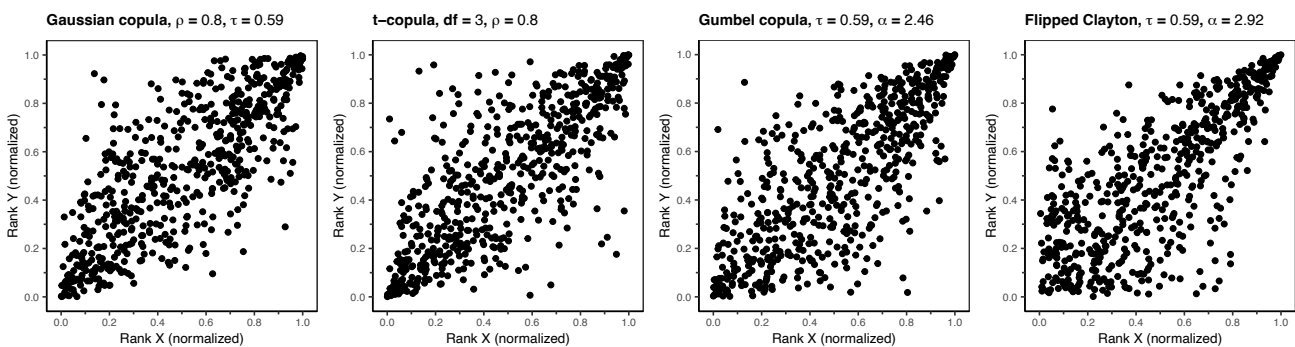 Gaussian copula, ρ = 0.8, τ = 0.59
1.0
0.8
0.6
0.4
0.2
0.0
Rank Y (normalized)
0.0 0.2 0.4 0.6 0.8 1.0
Rank X (normalized)
t−copula, df = 3, ρ = 0.8
1.0
0.8
0.6
0.4
0.2
0.0
Rank Y (normalized)
0.0 0.2 0.4 0.6 0.8 1.0
Rank X (normalized)
Gumbel copula, τ = 0.59, α = 2.46
1.0
0.8
0.6
0.4
0.2
0.0
Rank Y (normalized)
0.0 0.2 0.4 0.6 0.8 1.0
Rank X (normalized)
Flipped Clayton, τ = 0.59, α = 2.92
1.0
0.8
0.6
0.4
0.2
0.0
Rank Y (normalized)
0.0 0.2 0.4 0.6 0.8 1.0
Rank X (normalized)